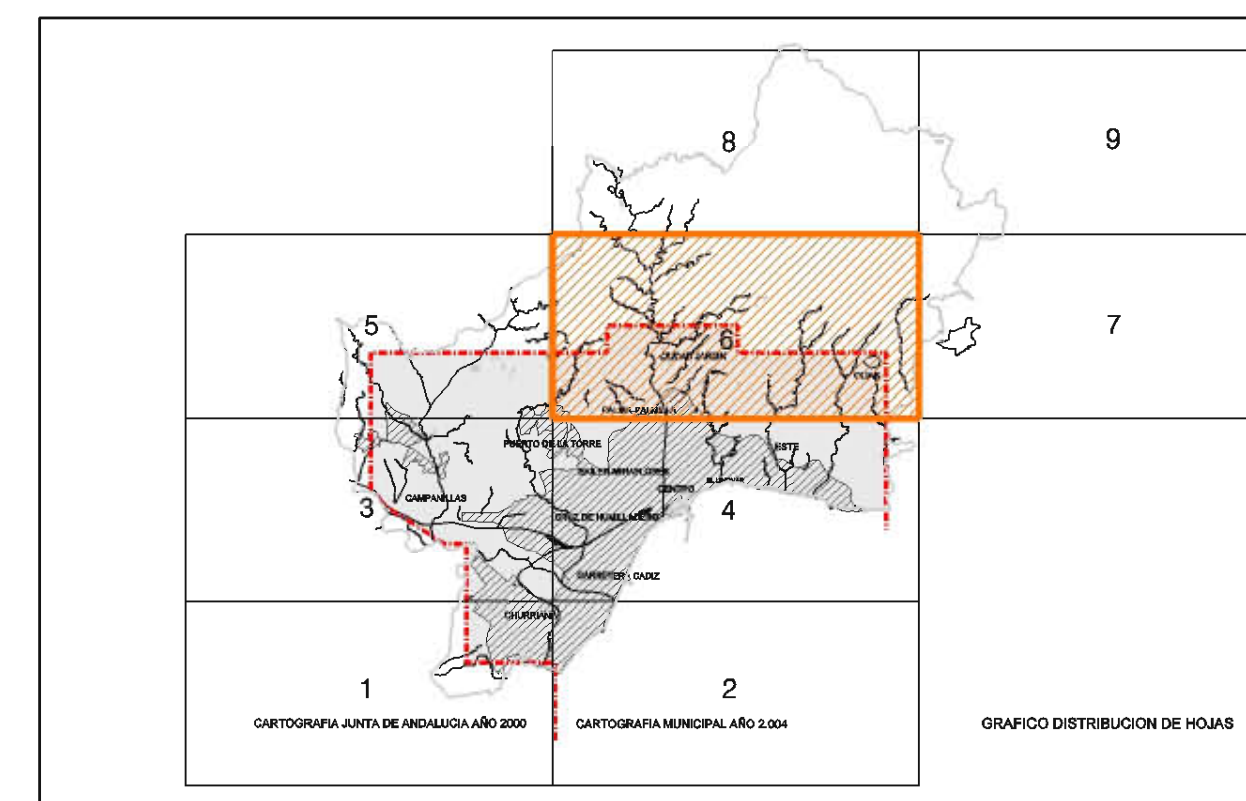 8
9
5
6
7
CIUDAD JARDIN
PALMA-PALMILLA
PUERTO DE LA TORRE
ESTE
CENTRO
CAMPANILLAS
3
4
CRUZ DE HUMILLADERO
CHURRIANA
1
2
CARTOGRAFIA JUNTA DE ANDALUCIA AÑO 2000
CARTOGRAFIA MUNICIPAL AÑO 2.004
GRAFICO DISTRIBUCION DE HOJAS